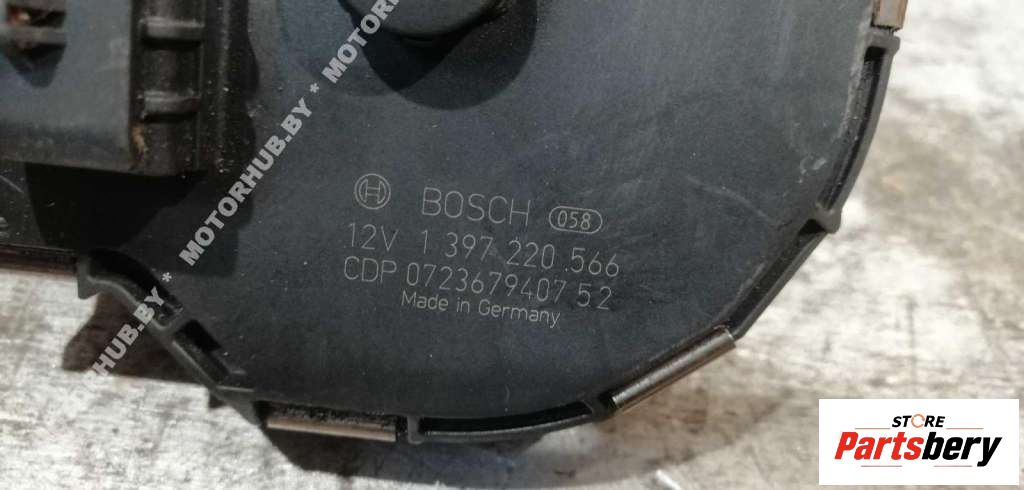 BOSCH 058
12V 1 397 220 566
CDP 0723679407 52
Made in Germany
HUB.BY * MOTORHUB.BY * MOTORHUB.BY * MOTOR
STORE
Partsbery